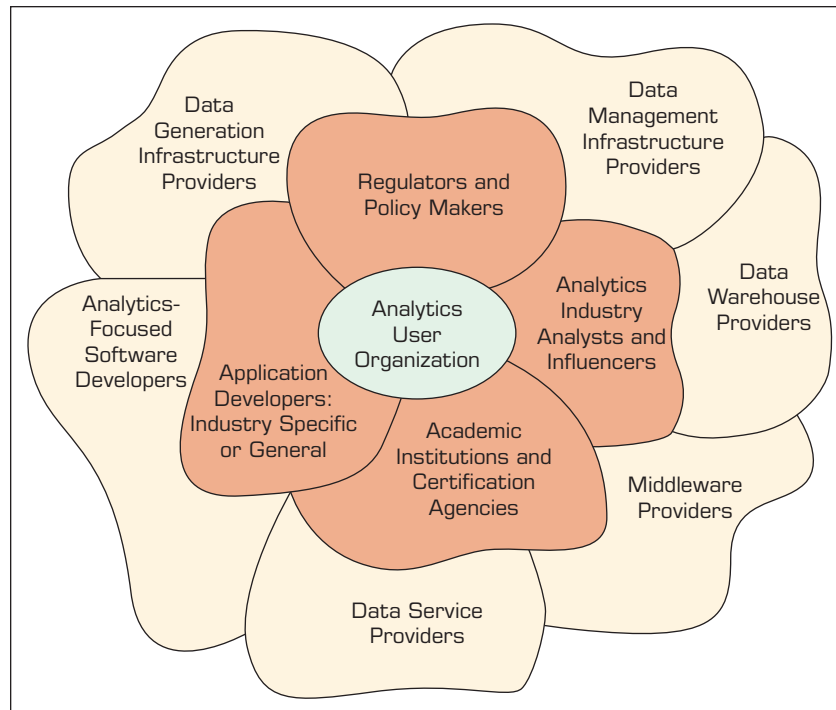 Data
Generation
Infrastructure
Providers
Data
Management
Infrastructure
Providers
Regulators and
Policy Makers
Analytics-
Focused
Software
Developers
Analytics
User
Organization
Analytics
Industry
Analysts and
Influencers
Data
Warehouse
Providers
Application
Developers:
Industry Specific
or General
Academic
Institutions and
Certification
Agencies
Middleware
Providers
Data Service
Providers